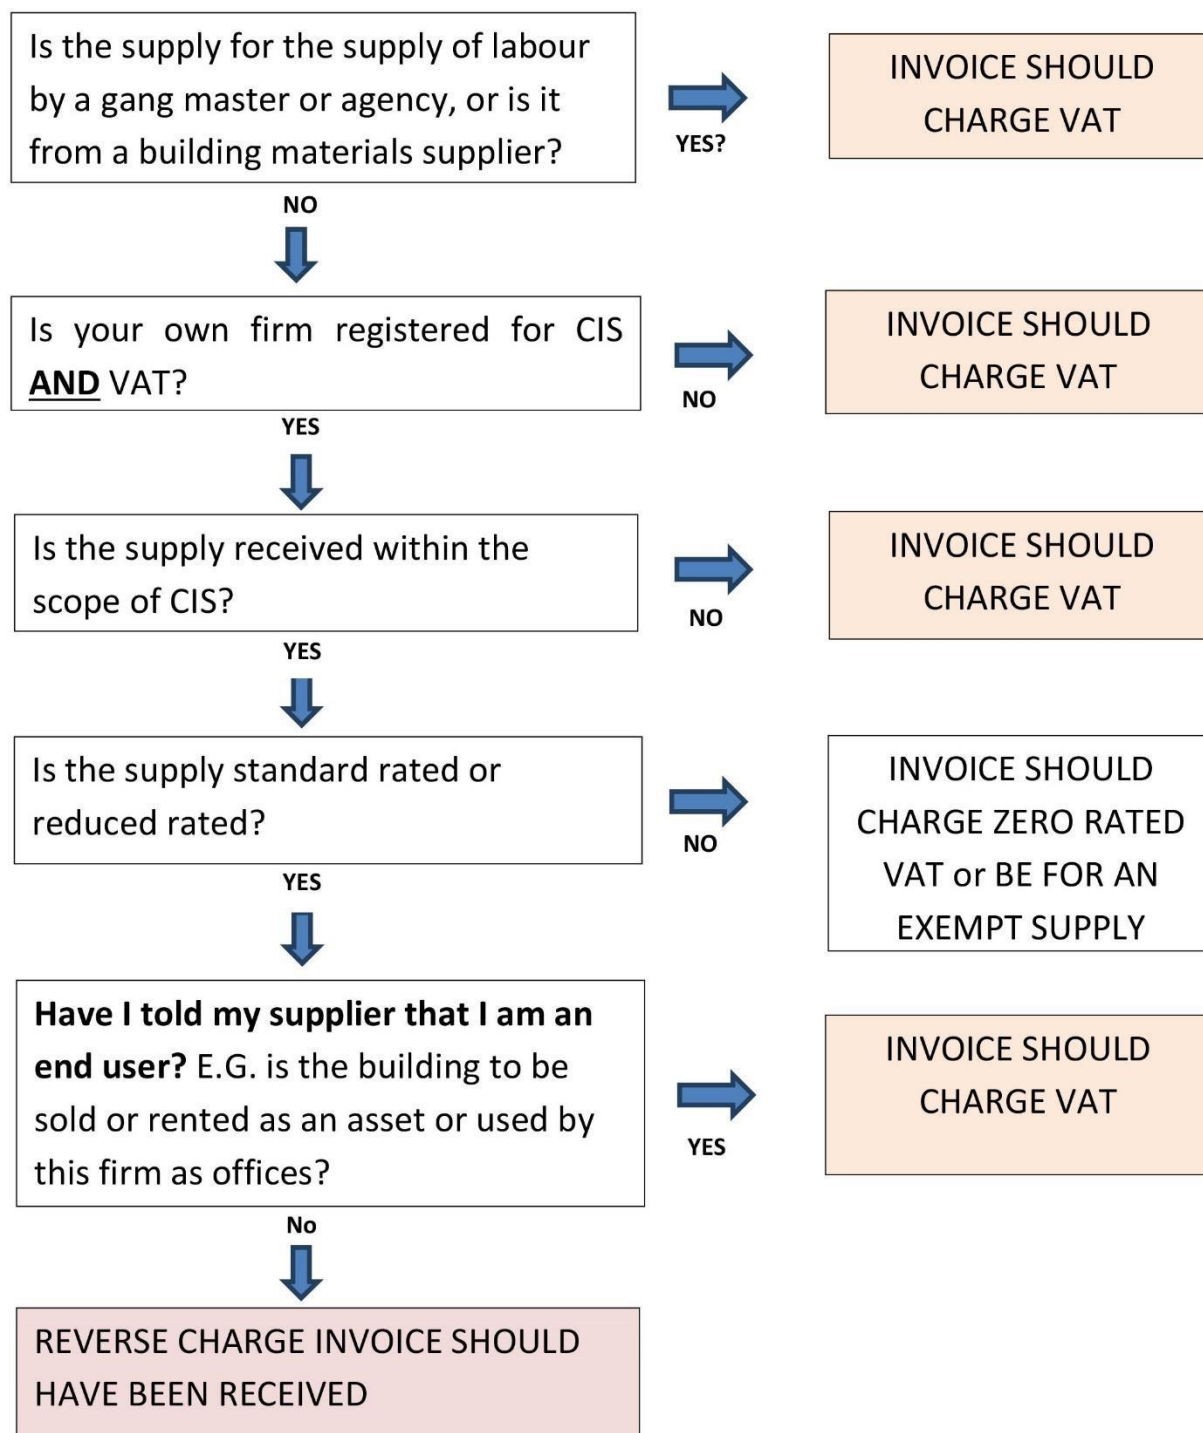 Is the supply for the supply of labour
by a gang master or agency, or is it
from a building materials supplier?
YES?
INVOICE SHOULD
CHARGE VAT
NO
Is your own firm registered for CIS
AND VAT?
NO
INVOICE SHOULD
CHARGE VAT
YES
Is the supply received within the
scope of CIS?
NO
INVOICE SHOULD
CHARGE VAT
YES
Is the supply standard rated or
reduced rated?
NO
INVOICE SHOULD
CHARGE ZERO RATED
VAT or BE FOR AN
EXEMPT SUPPLY
YES
Have I told my supplier that I am an
end user? E.G. is the building to be
sold or rented as an asset or used by
this firm as offices?
YES
INVOICE SHOULD
CHARGE VAT
No
REVERSE CHARGE INVOICE SHOULD
HAVE BEEN RECEIVED